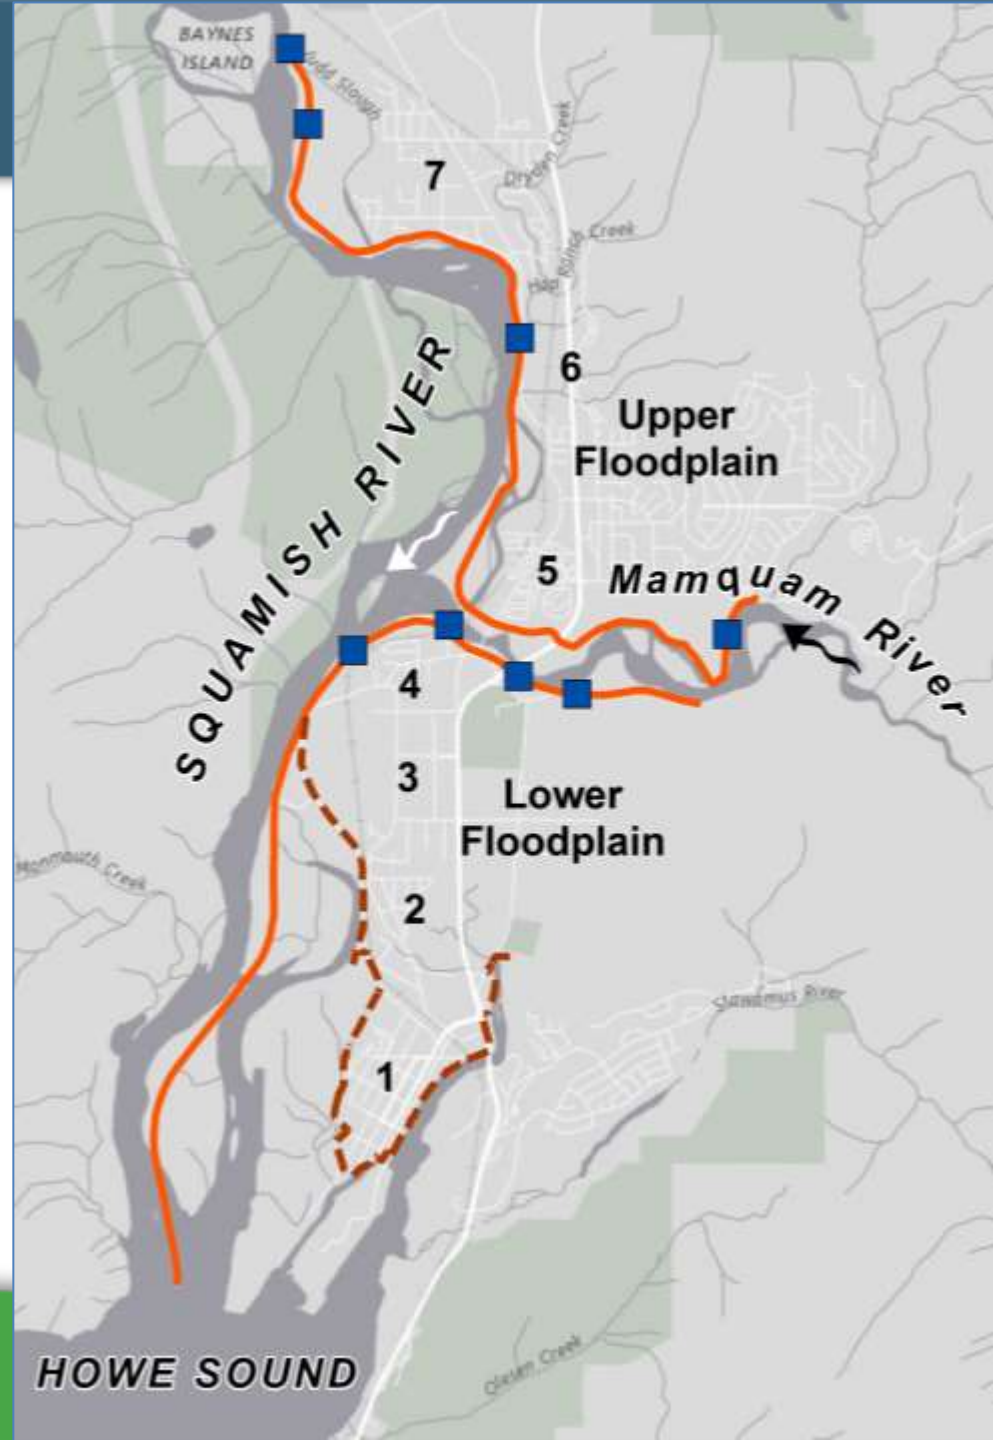 BAYNES
ISLAND
Judd Slough
7
Dryden Creek
Hop Ranch Creek
6
Upper
Floodplain
SQUAMISH RIVER
5
Mamquam River
4
3
Lower
Floodplain
Monmouth Creek
2
Stawamus River
1
Olesen Creek
HOWE SOUND